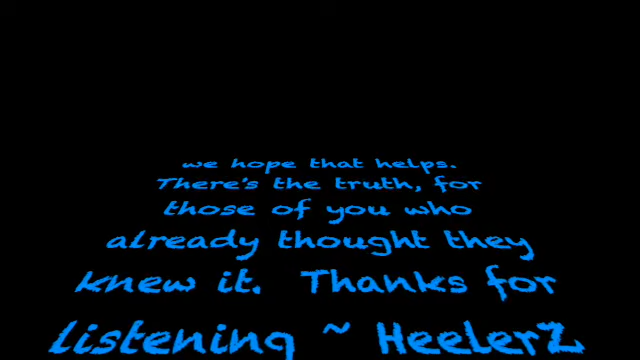 we hope that helps.
There's the truth, for
those of you who
already thought they
knew it. Thanks for
listening ~ HeelerZ